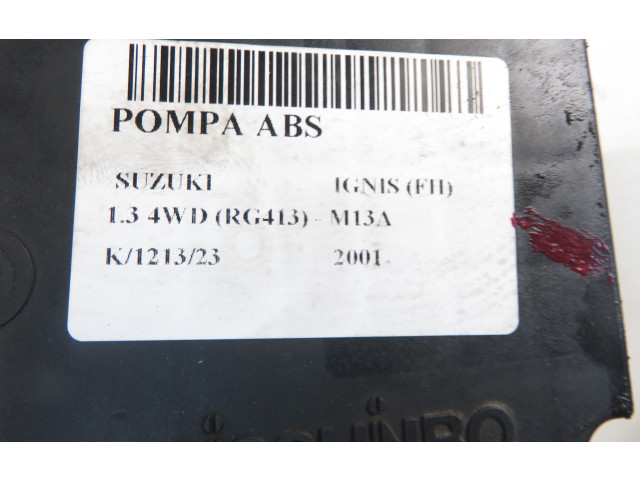 POMPA ABS
SUZUKI IGNIS (FH)
1.3 4WD (RG413) - M13A
K/1213/23 2001-